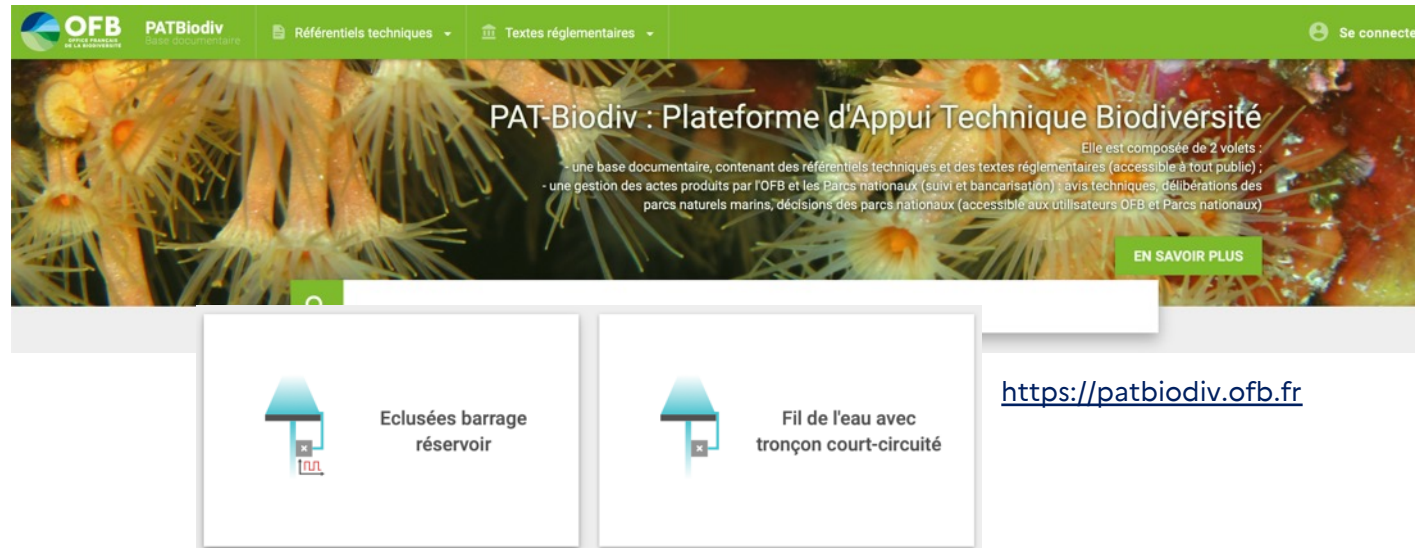 OFB
OFFICE FRANÇAIS
DE LA BIODIVERSITÉ
PATBiodiv
Base documentaire
Référentiels techniques
Textes réglementaires
Se connecte
PAT-Biodiv : Plateforme d'Appui Technique Biodiversité
Elle est composée de 2 volets :
- une base documentaire, contenant des référentiels techniques et des textes réglementaires (accessible à tout public) ;
- une gestion des actes produits par l'OFB et les Parcs nationaux (suivi et bancarisation) : avis techniques, délibérations des
parcs naturels marins, décisions des parcs nationaux (accessible aux utilisateurs OFB et Parcs nationaux)
EN SAVOIR PLUS
Eclusées barrage
réservoir
Fil de l'eau avec
tronçon court-circuité
https://patbiodiv.ofb.fr